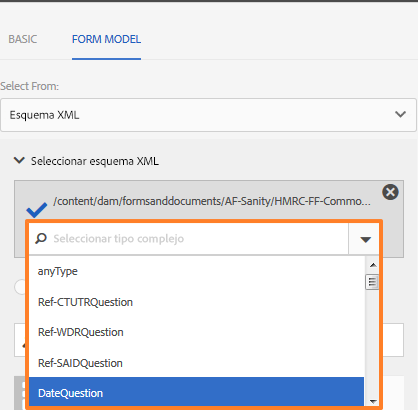 BASIC FORM MODEL
Select From:
Esquema XML
Seleccionar esquema XML
/content/dam/formsanddocuments/AF-Sanity/HMRC-FF-Commo...
Seleccionar tipo complejo
anyType
Ref-CTUTRQuestion
Ref-WDRQuestion
Ref-SAIDQuestion
DateQuestion